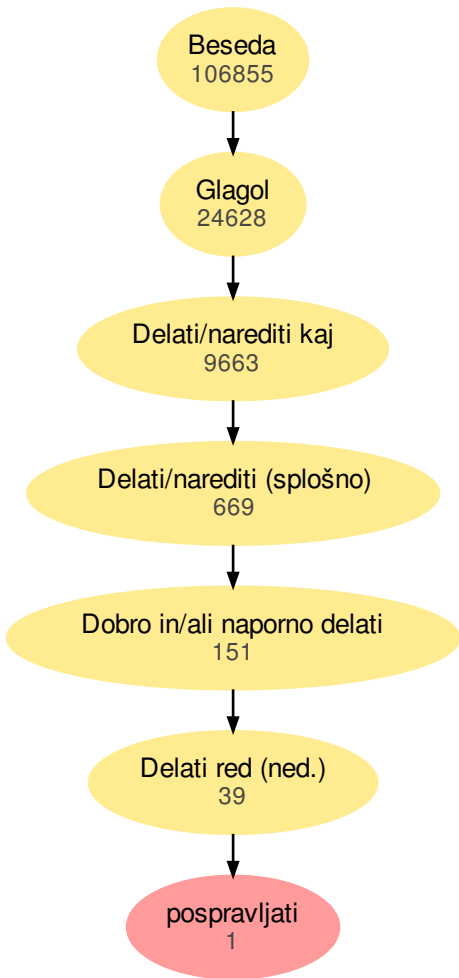 Beseda
106855
Glagol
24628
Delati/narediti kaj
9663
Delati/narediti (splošno)
669
Dobro in/ali naporno delati
151
Delati red (ned.)
39
pospravljati
1